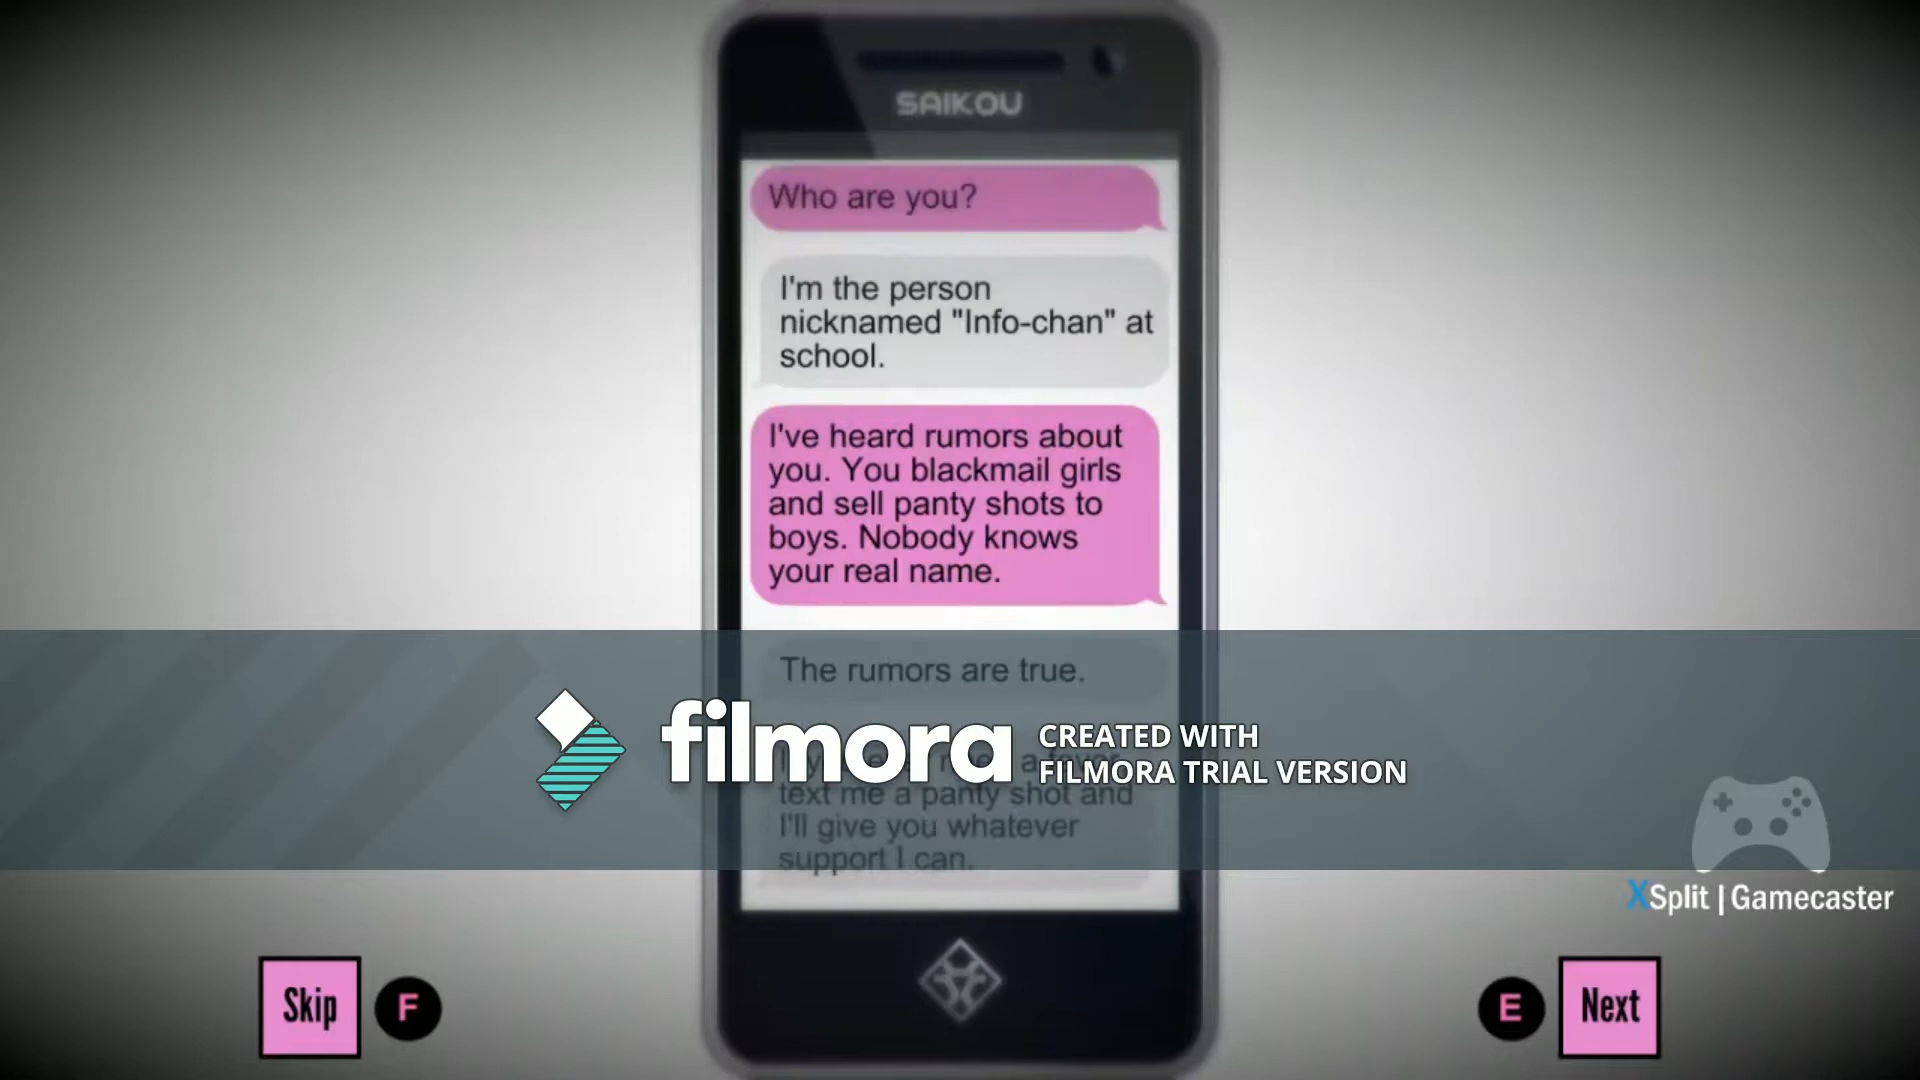 SAIKOU
Who are you?
I'm the person
nicknamed "Info-chan" at
school.
I've heard rumors about
you. You blackmail girls
and sell panty shots to
boys. Nobody knows
your real name.
The rumors are true.
a favor,
text me a panty shot and
I'll give you whatever
support I can.
filmora
CREATED WITH
FILMORA TRIAL VERSION
XSplit | Gamecaster
Skip
F
E
Next